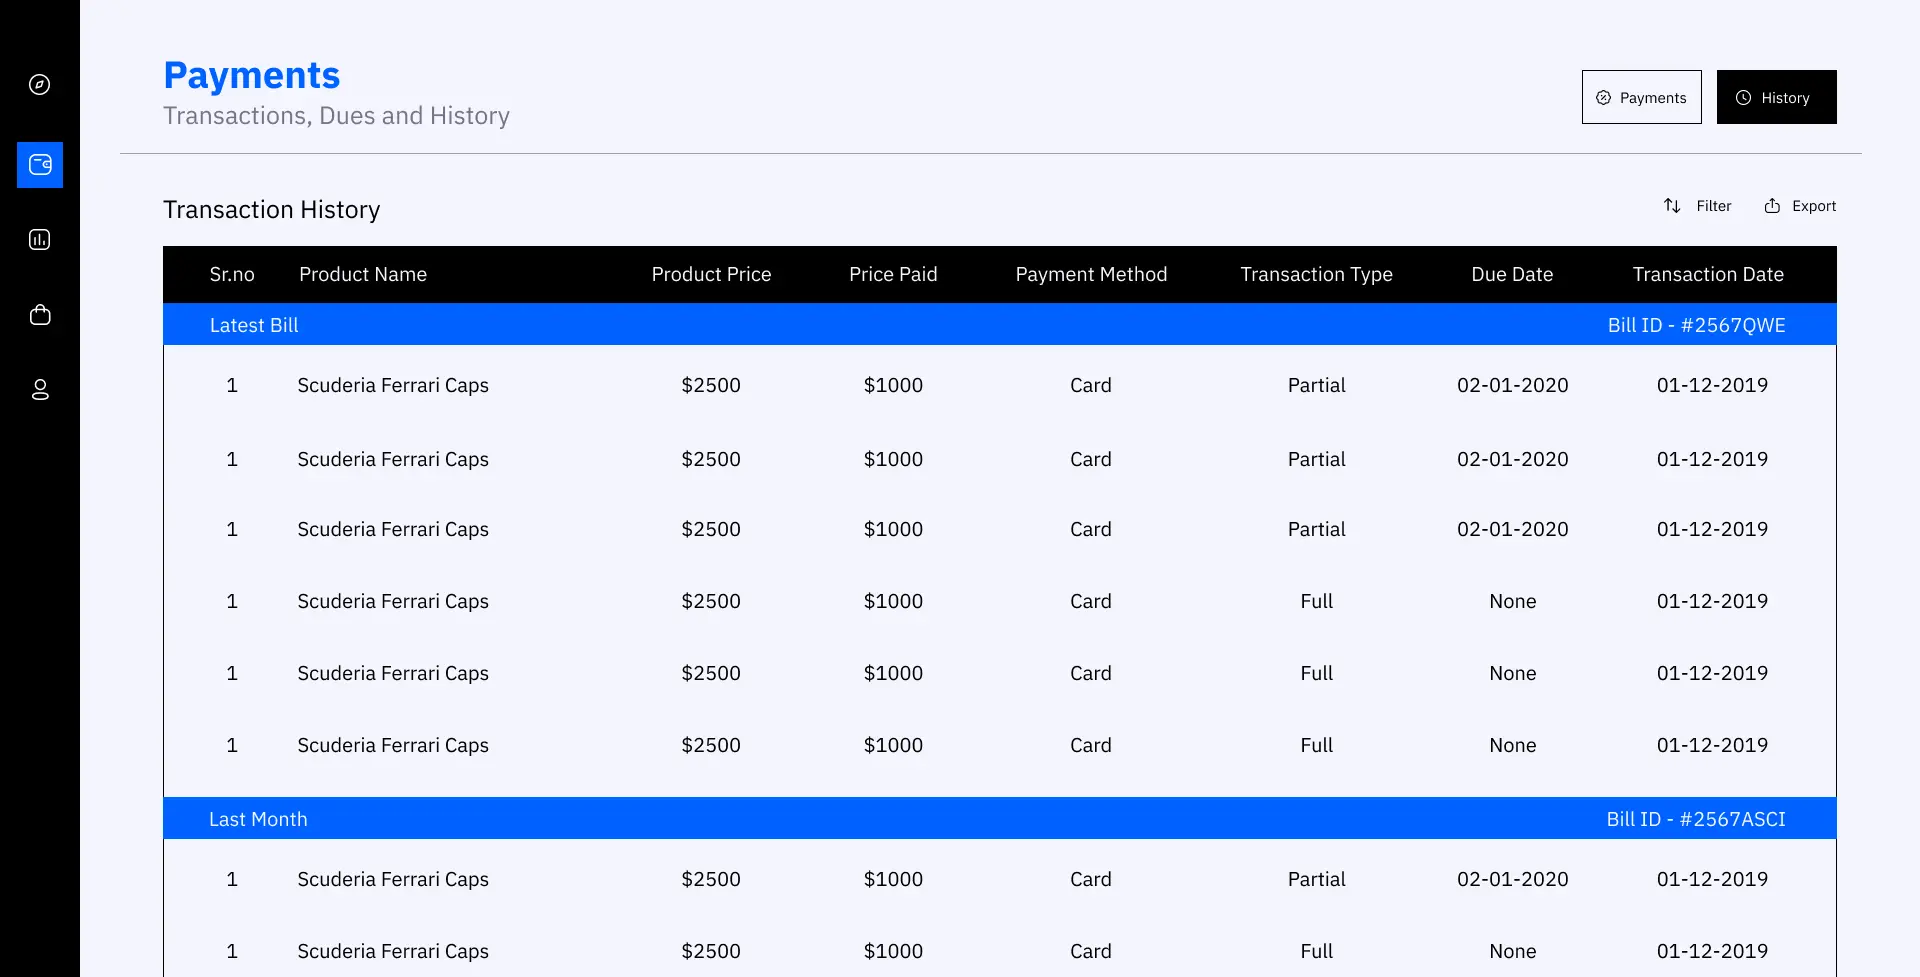 Payments
Transactions, Dues and History
Payments
History
Transaction History
Filter
Export
Sr.no Product Name Product Price Price Paid Payment Method Transaction Type Due Date Transaction Date
Latest Bill Bill ID - #2567QWE
1 Scuderia Ferrari Caps $2500 $1000 Card Partial 02-01-2020 01-12-2019
1 Scuderia Ferrari Caps $2500 $1000 Card Partial 02-01-2020 01-12-2019
1 Scuderia Ferrari Caps $2500 $1000 Card Partial 02-01-2020 01-12-2019
1 Scuderia Ferrari Caps $2500 $1000 Card Full None 01-12-2019
1 Scuderia Ferrari Caps $2500 $1000 Card Full None 01-12-2019
1 Scuderia Ferrari Caps $2500 $1000 Card Full None 01-12-2019
Last Month Bill ID - #2567ASCI
1 Scuderia Ferrari Caps $2500 $1000 Card Partial 02-01-2020 01-12-2019
1 Scuderia Ferrari Caps $2500 $1000 Card Full None 01-12-2019